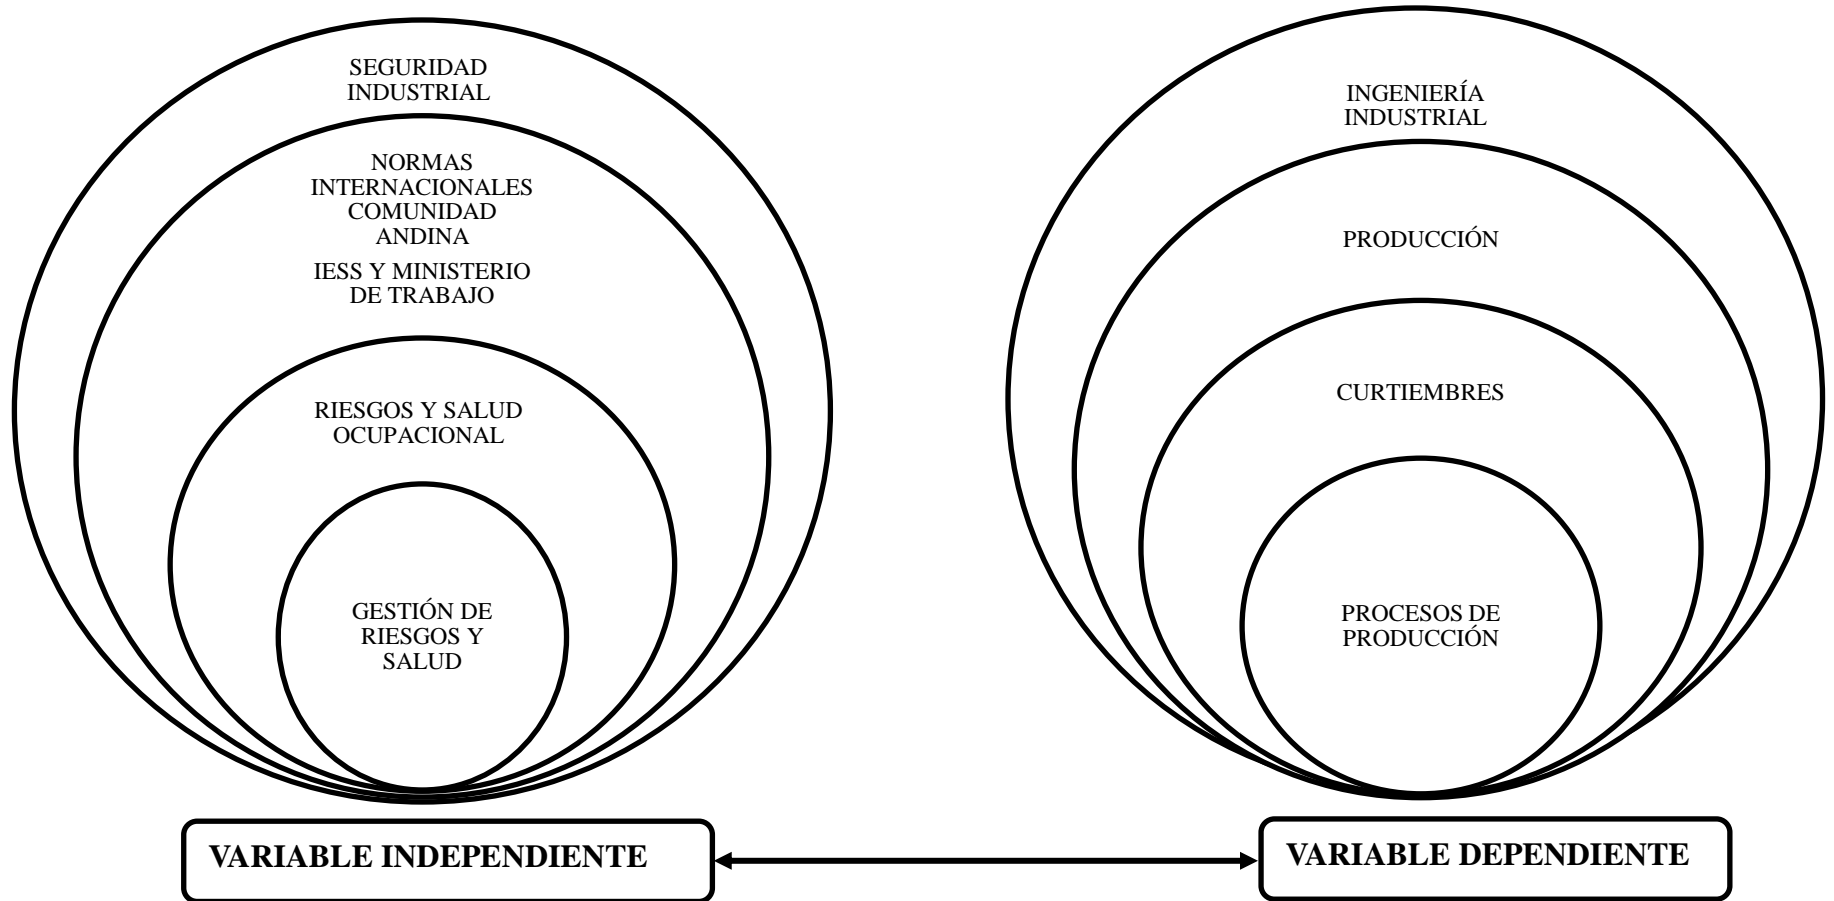 SEGURIDAD
INDUSTRIAL
NORMAS
INTERNACIONALES
COMUNIDAD
ANDINA
IESS Y MINISTERIO
DE TRABAJO
RIESGOS Y SALUD
OCUPACIONAL
GESTIÓN DE
RIESGOS Y
SALUD
VARIABLE INDEPENDIENTE
INGENIERÍA
INDUSTRIAL
PRODUCCIÓN
CURTIEMBRES
PROCESOS DE
PRODUCCIÓN
VARIABLE DEPENDIENTE